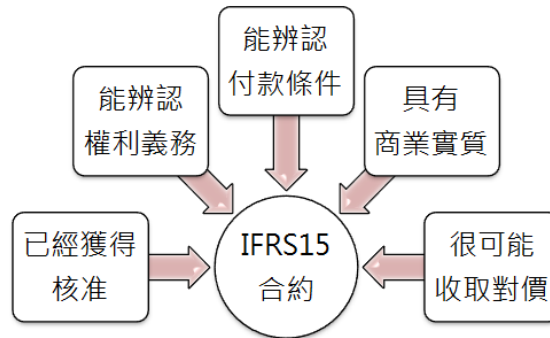 能辨認
付款條件
能辨認
權利義務
具有
商業實質
已經獲得
核准
IFRS15
合約
很可能
收取對價